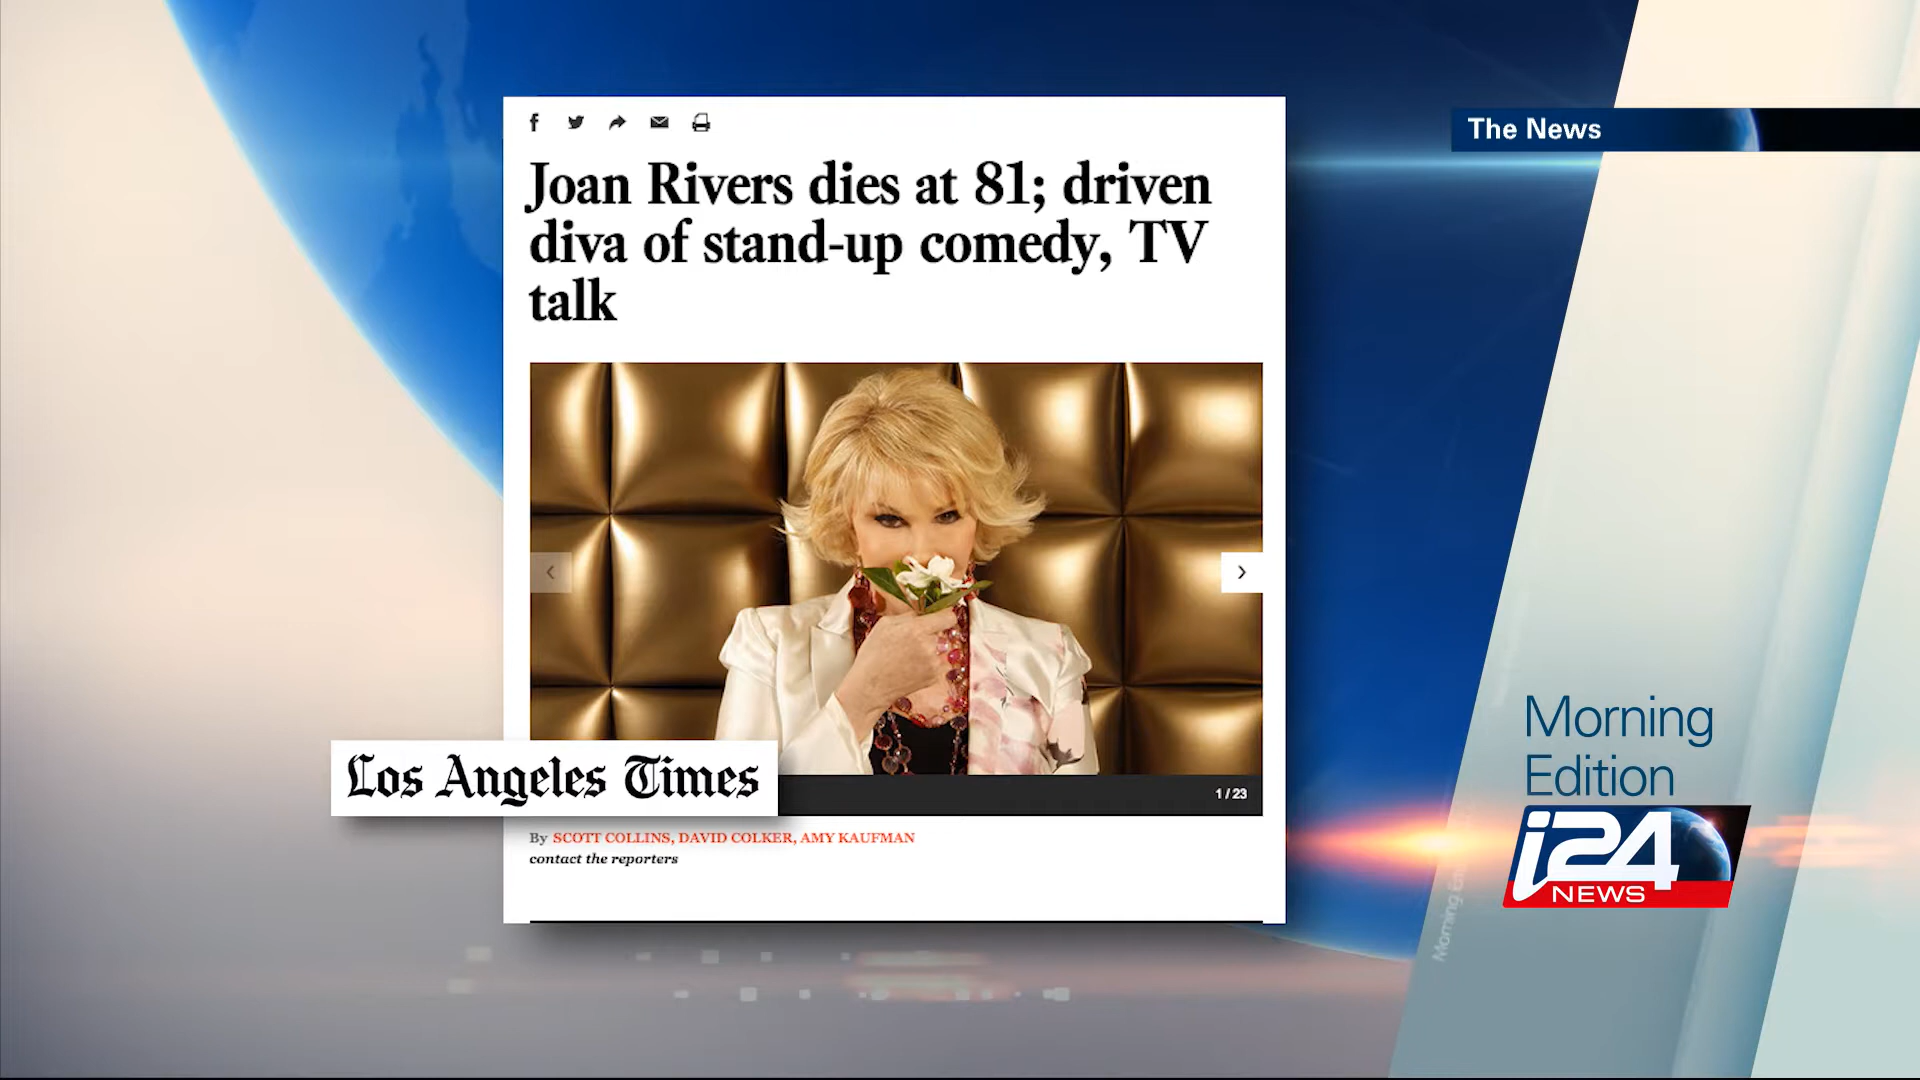 The News
Joan Rivers dies at 81; driven
diva of stand-up comedy, TV
talk
Los Angeles Times
1 / 23
By SCOTT COLLINS, DAVID COLKER, AMY KAUFMAN
contact the reporters
Morning
Edition
i24
NEWS